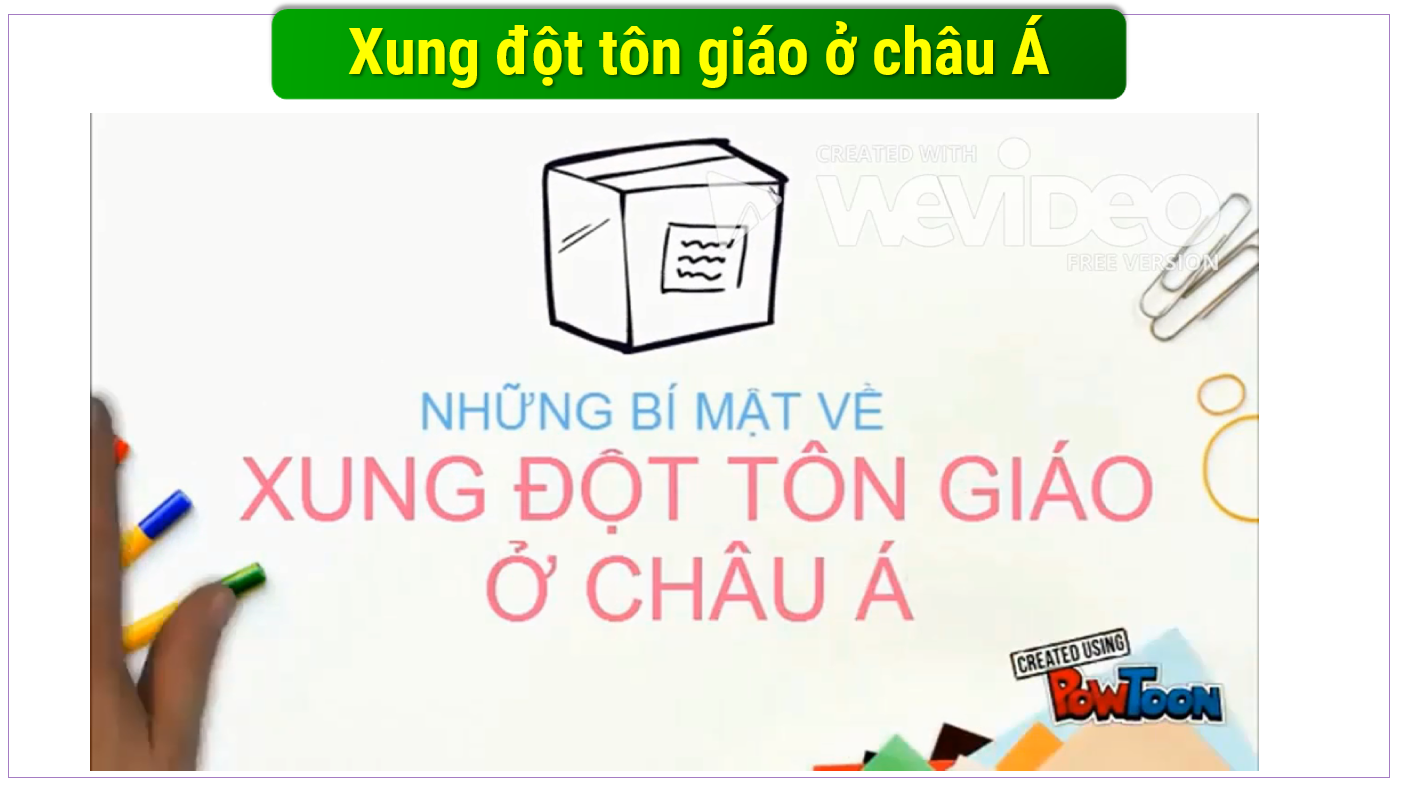 Xung đột tôn giáo ở châu Á
CREATED WITH
WEVIDEO
FREE VERSION
NHỮNG BÍ MẬT VỀ
XUNG ĐỘT TÔN GIÁO
Ở CHÂU Á
CREATED USING
POWTOON